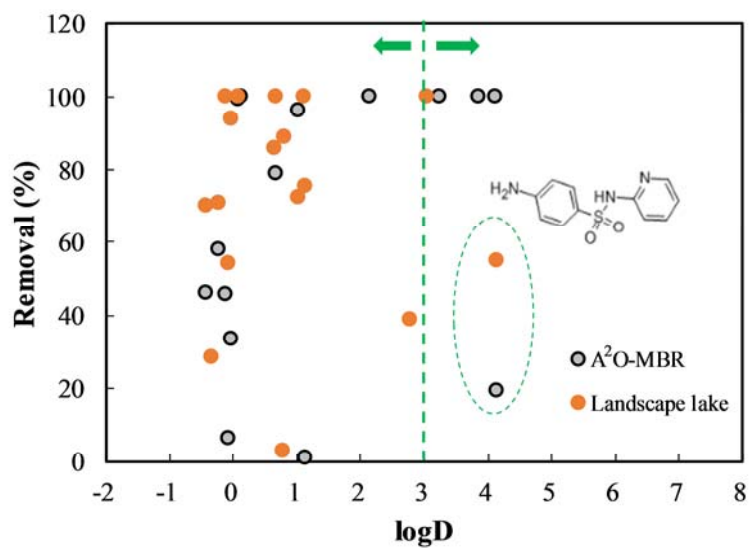 120
100
80
60
40
20
0
Removal (%)
-2 -1 0 1 2 3 4 5 6 7 8
logD
H₂N
S
O
O
HN
N
A²O-MBR
Landscape lake